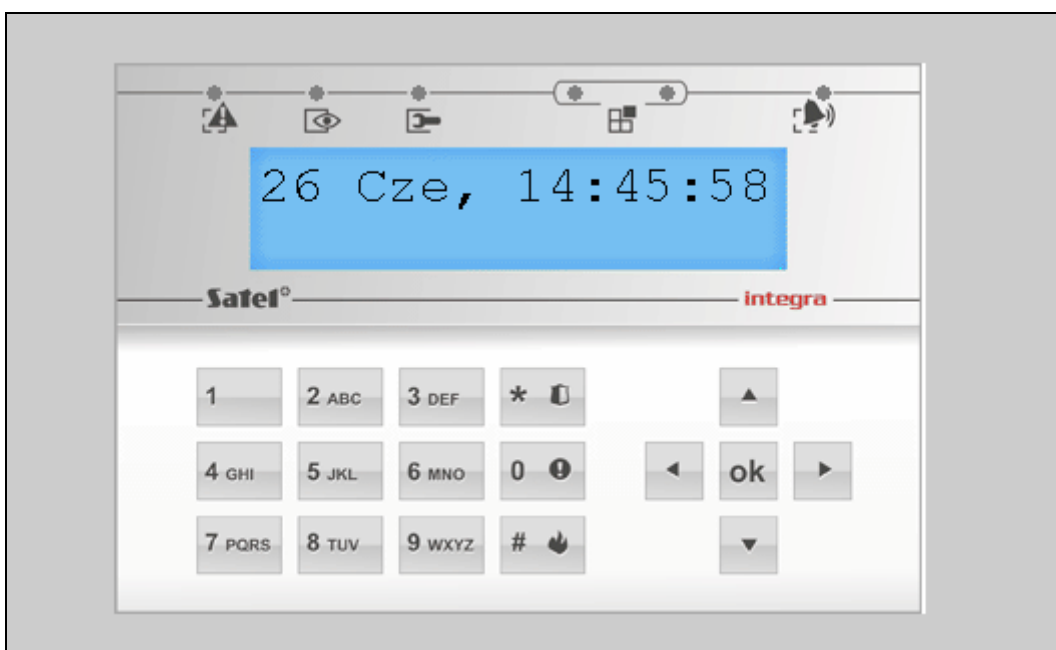 26 Cze, 14:45:58
Satel
integra
1 2 ABC 3 DEF *
4 GHI 5 JKL 6 MNO 0 ok
7 PQRS 8 TUV 9 WXYZ #